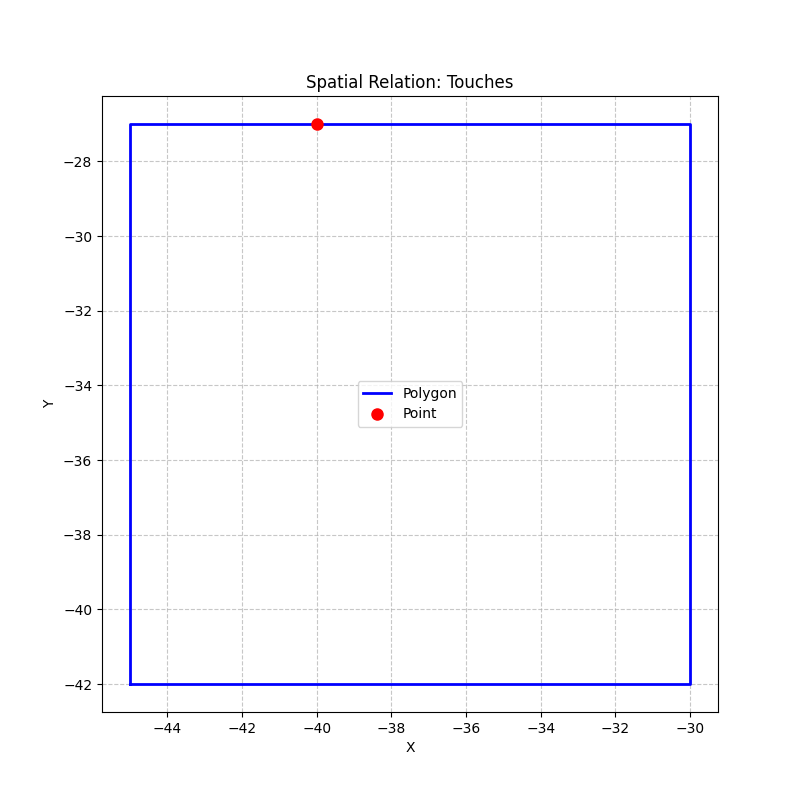 Spatial Relation: Touches
Y
−28
−30
−32
−34
−36
−38
−40
−42
Polygon
Point
−44 −42 −40 −38 −36 −34 −32 −30
X